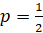 p = 1/2